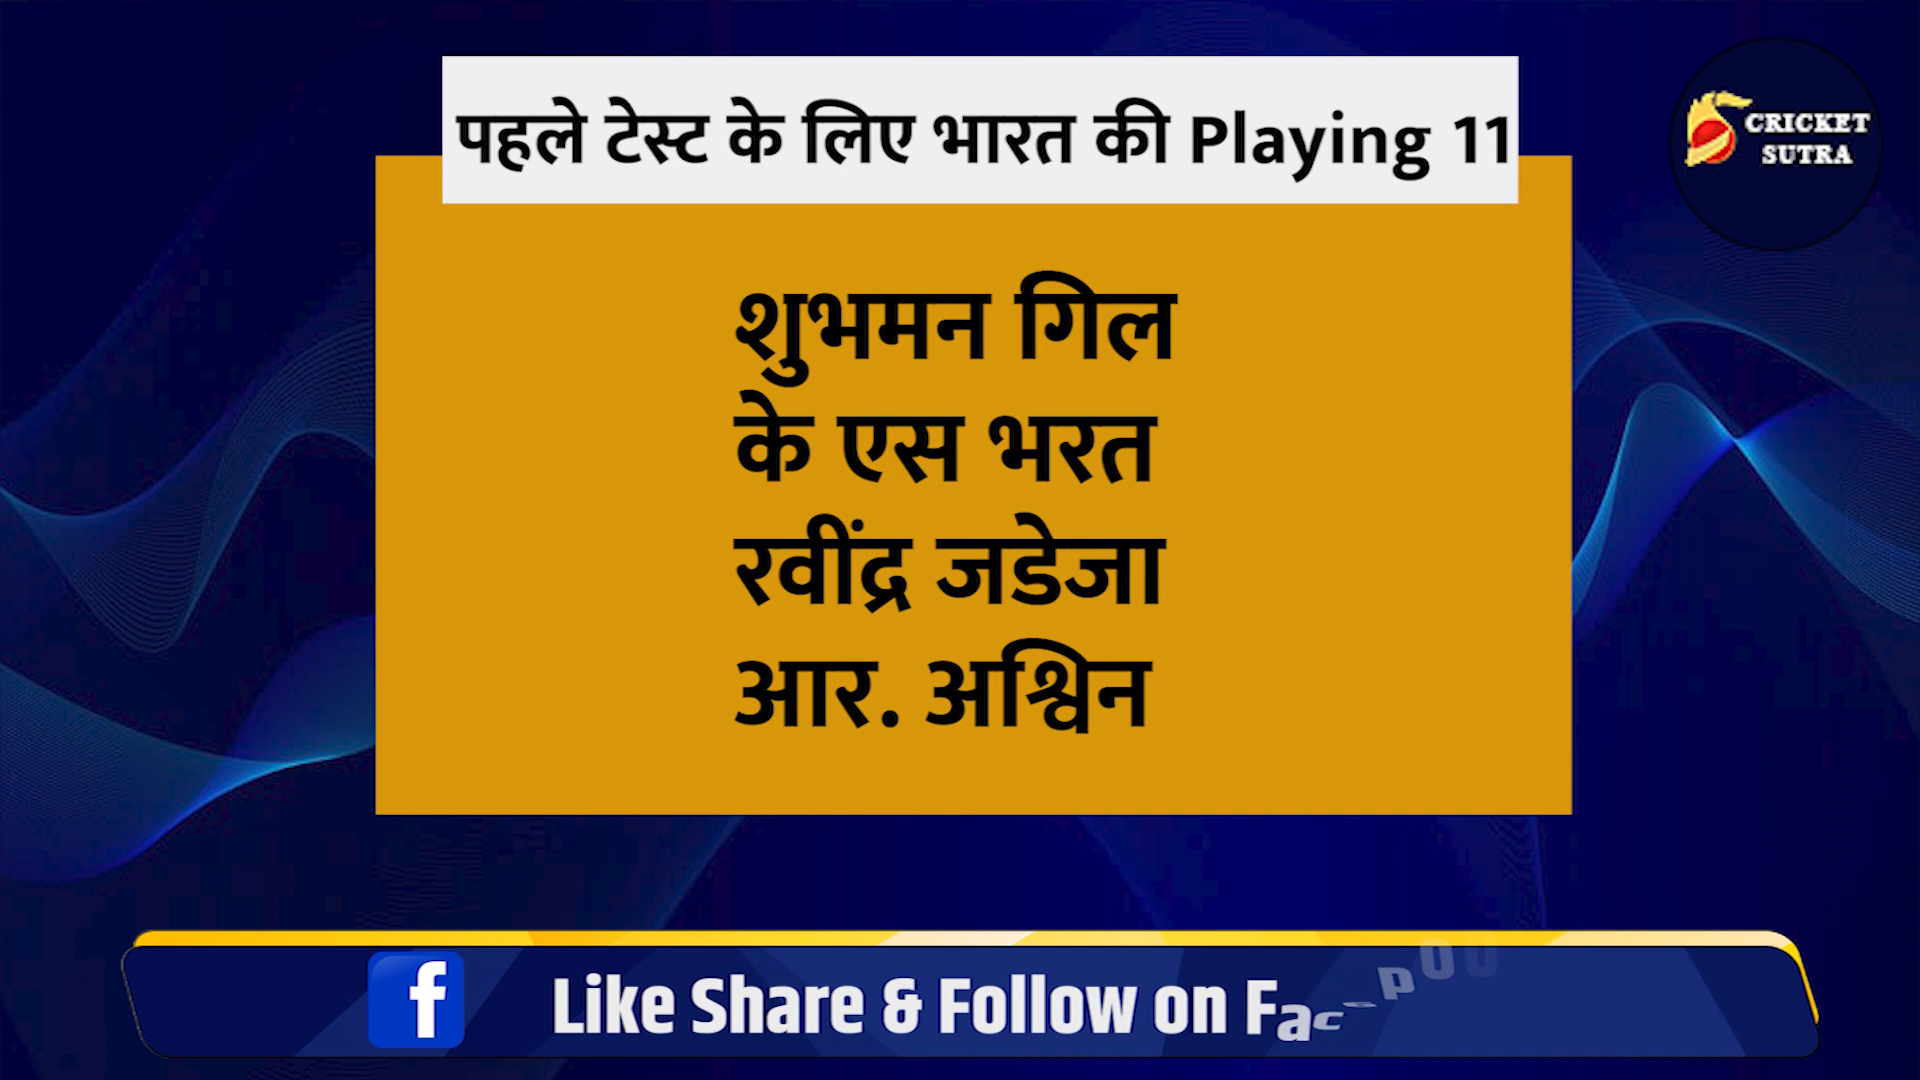 पहले टेस्ट के लिए भारत की Playing 11
CRICKET
SUTRA
शुभमन गिल
के एस भरत
रवींद्र जडेजा
आर. अश्विन
f
Like Share & Follow on